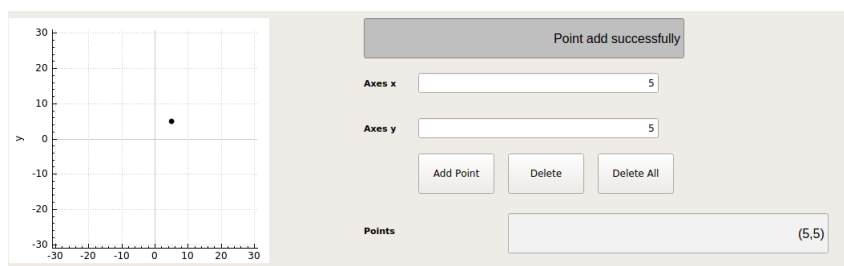 Point add successfully
30
20
10
0
-10
-20
-30
y
-30 -20 -10 0 10 20 30
Axes x 5
Axes y 5
Add Point Delete Delete All
Points (5,5)